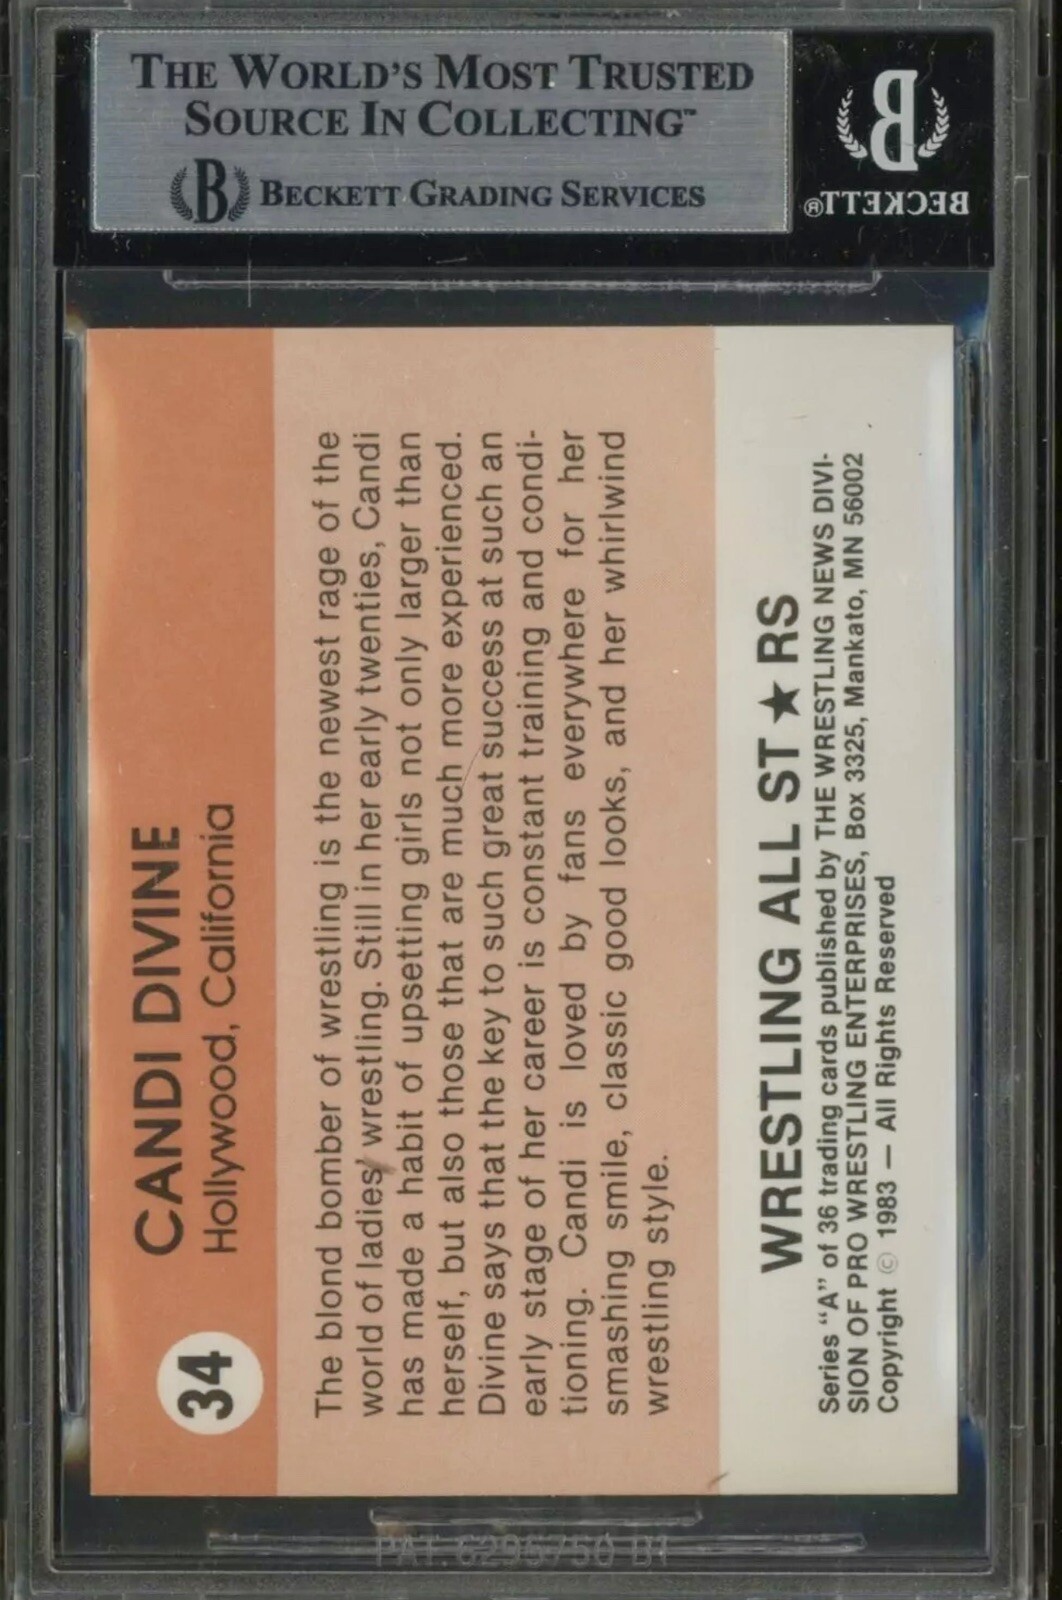 THE WORLD'S MOST TRUSTED
SOURCE IN COLLECTING™
B BECKETT GRADING SERVICES
B
BECKETT®
34
CANDI DIVINE
Hollywood, California
The blond bomber of wrestling is the newest rage of the
world of ladies' wrestling. Still in her early twenties, Candi
has made a habit of upsetting girls not only larger than
herself, but also those that are much more experienced.
Divine says that the key to such great success at such an
early stage of her career is constant training and condi-
tioning. Candi is loved by fans everywhere for her
smashing smile, classic good looks, and her whirlwind
wrestling style.
WRESTLING ALL ST★RS
Series "A" of 36 trading cards published by THE WRESTLING NEWS DIVI-
SION OF PRO WRESTLING ENTERPRISES, Box 3325, Mankato, MN 56002
Copyright © 1983 — All Rights Reserved
PAT. 6295750 B1